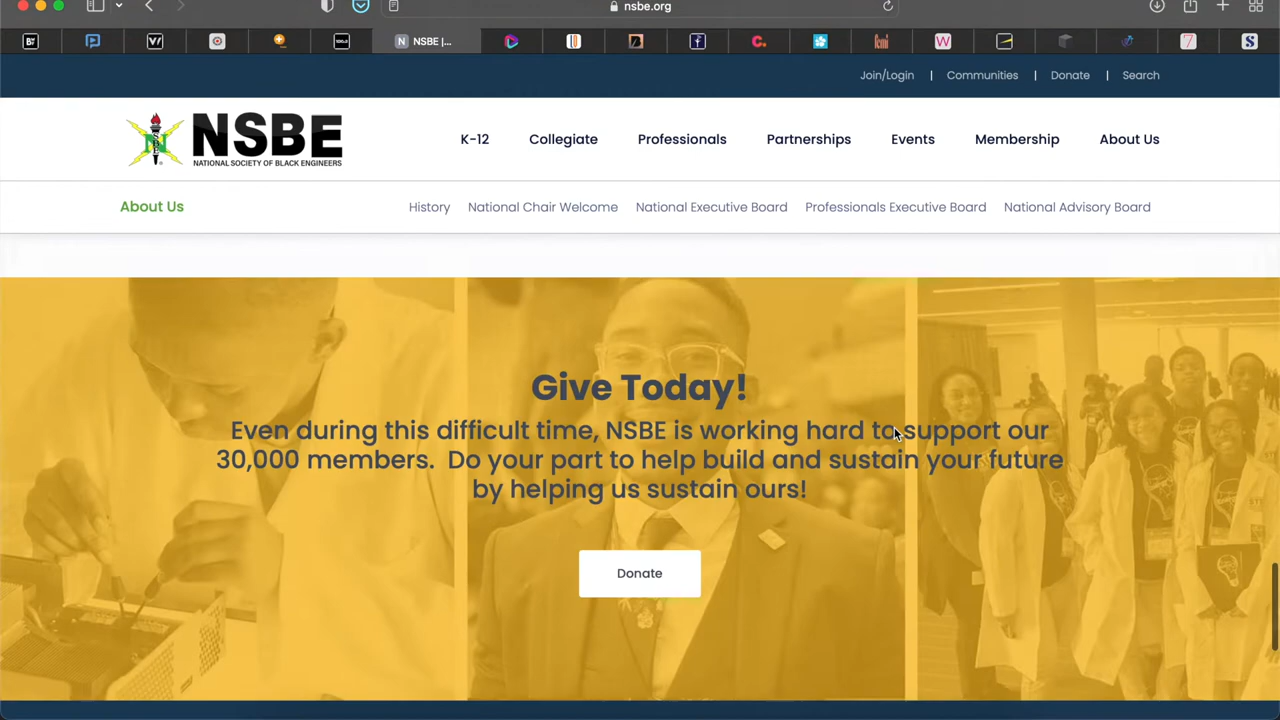 nsbe.org
NSBE |...
Join/Login | Communities | Donate | Search
NSBE
NATIONAL SOCIETY OF BLACK ENGINEERS
K-12 Collegiate Professionals Partnerships Events Membership About Us
About Us
History National Chair Welcome National Executive Board Professionals Executive Board National Advisory Board
Give Today!
Even during this difficult time, NSBE is working hard to support our
30,000 members. Do your part to help build and sustain your future
by helping us sustain ours!
Donate